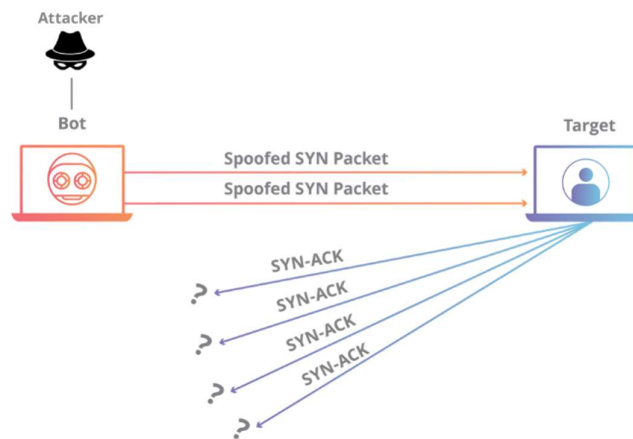 Attacker
Bot
Target
Spoofed SYN Packet
Spoofed SYN Packet
SYN-ACK
?
SYN-ACK
?
SYN-ACK
?
SYN-ACK
?